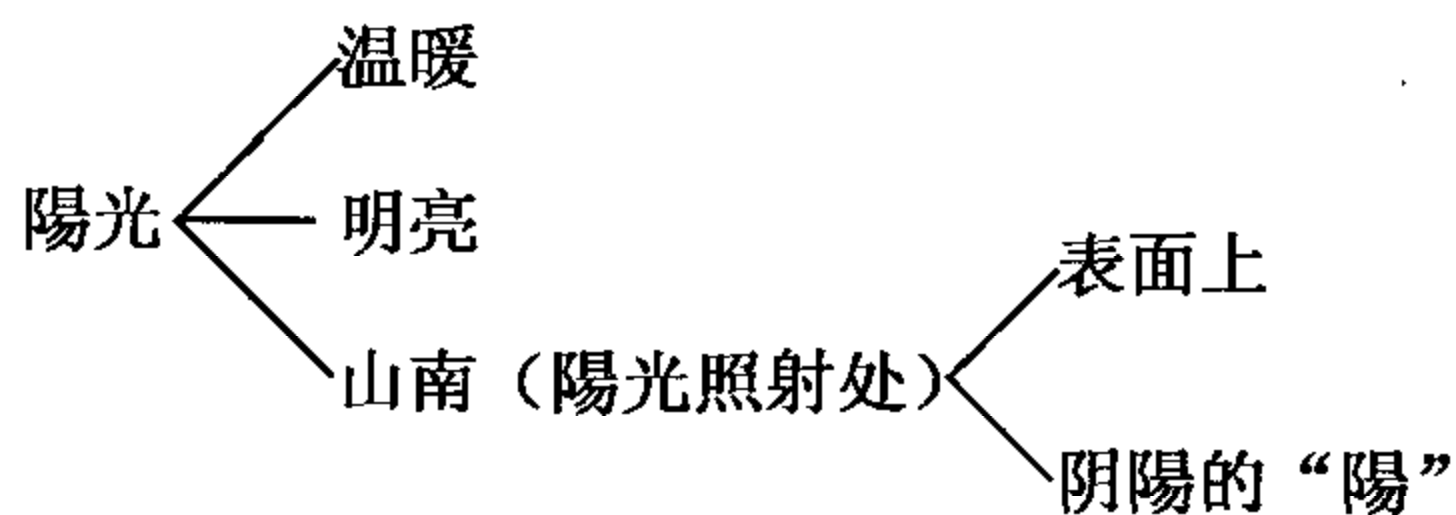 温暖
陽光
明亮
表面上
山南（陽光照射处）
阴陽的“陽”